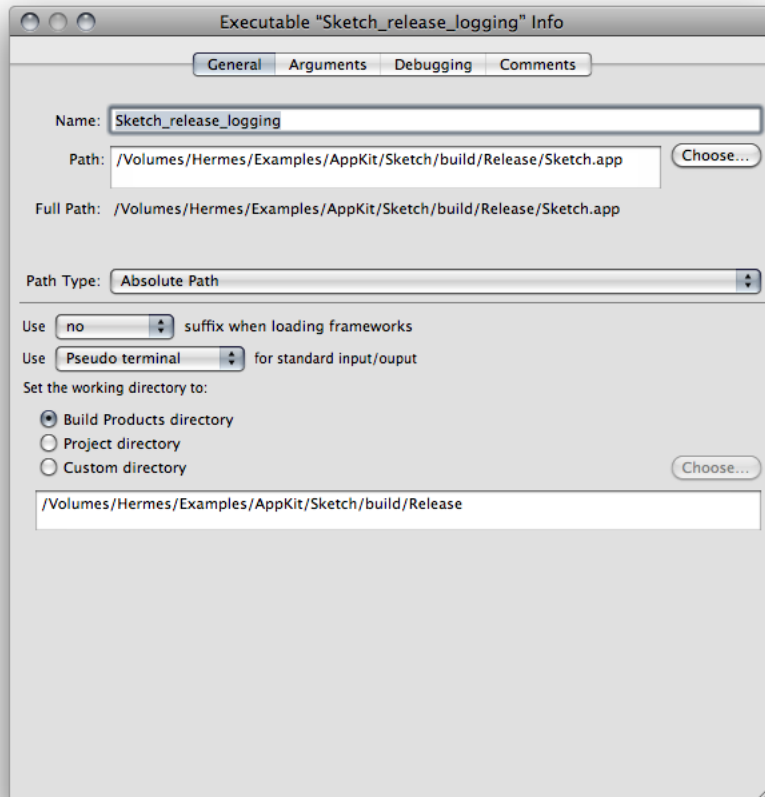 Executable “Sketch_release_logging” Info
General Arguments Debugging Comments
Name: Sketch_release_logging
Path: /Volumes/Hermes/Examples/AppKit/Sketch/build/Release/Sketch.app Choose...
Full Path: /Volumes/Hermes/Examples/AppKit/Sketch/build/Release/Sketch.app
Path Type: Absolute Path
Use no suffix when loading frameworks
Use Pseudo terminal for standard input/ouput
Set the working directory to:
Build Products directory
Project directory
Custom directory Choose...
/Volumes/Hermes/Examples/AppKit/Sketch/build/Release